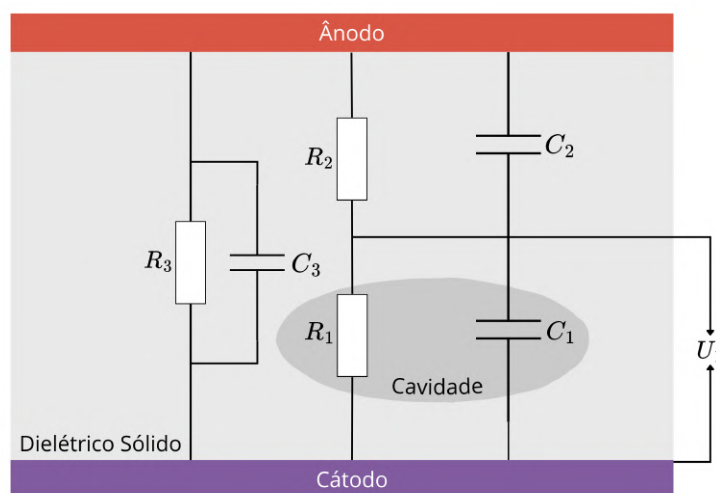 Ânodo
R₂
C₂
R₃
C₃
R₁
C₁
U
Cavidade
Dielétrico Sólido
Cátodo